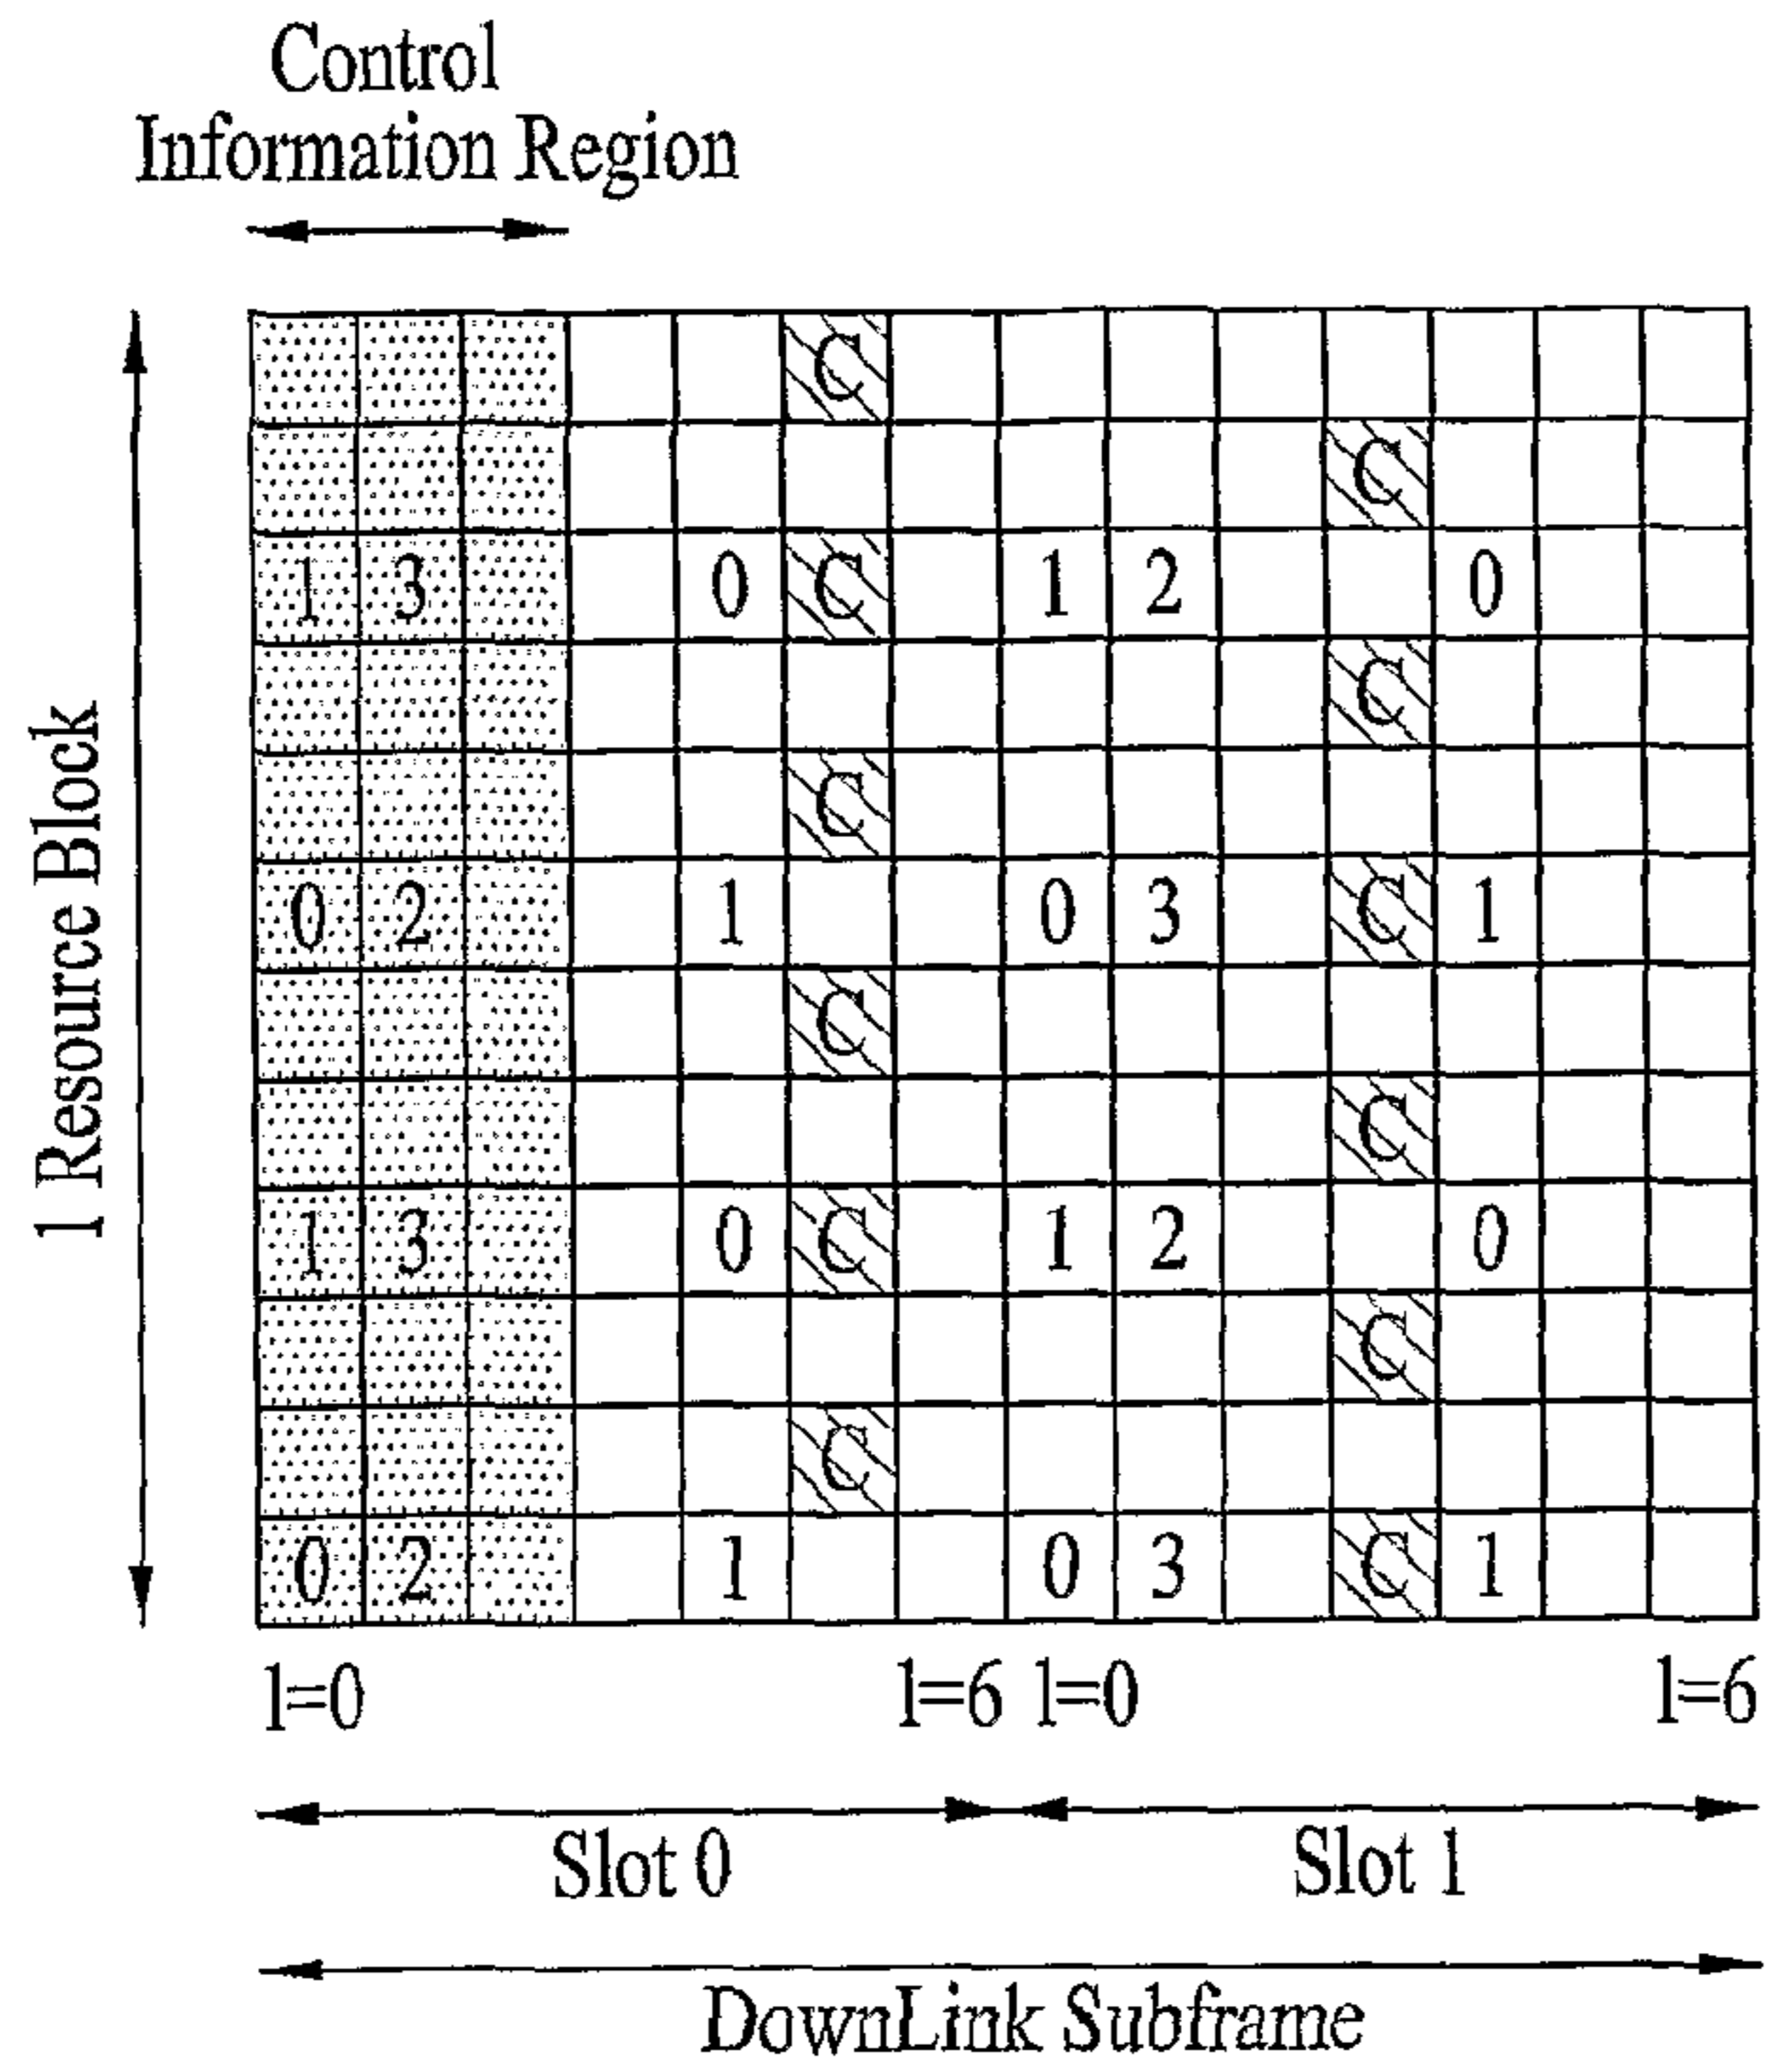 Control
Information Region
1 Resource Block
C
C
1 3 0 C 1 2 0
C
C
0 2 1 0 3 C 1
C
C
1 3 0 C 1 2 0
C
C
0 2 1 0 3 C 1
l=0 l=6 l=0 l=6
Slot 0 Slot 1
DownLink Subframe